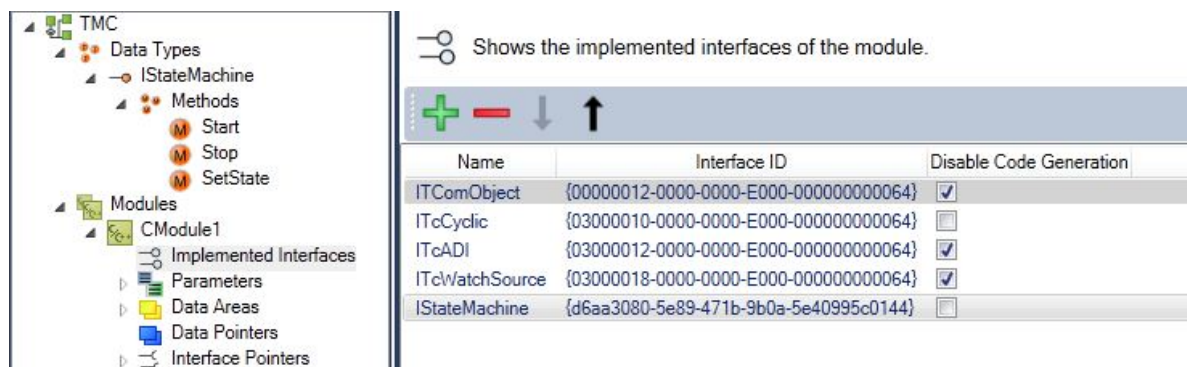 TMC
Data Types
IStateMachine
Methods
M Start
M Stop
M SetState
Modules
CModule1
Implemented Interfaces
Parameters
Data Areas
Data Pointers
Interface Pointers
Shows the implemented interfaces of the module.
Name Interface ID Disable Code Generation
ITComObject {00000012-0000-0000-E000-000000000064}
ITcCyclic {03000010-0000-0000-E000-000000000064}
ITcADI {03000012-0000-0000-E000-000000000064}
ITcWatchSource {03000018-0000-0000-E000-000000000064}
IStateMachine {d6aa3080-5e89-471b-9b0a-5e40995c0144}